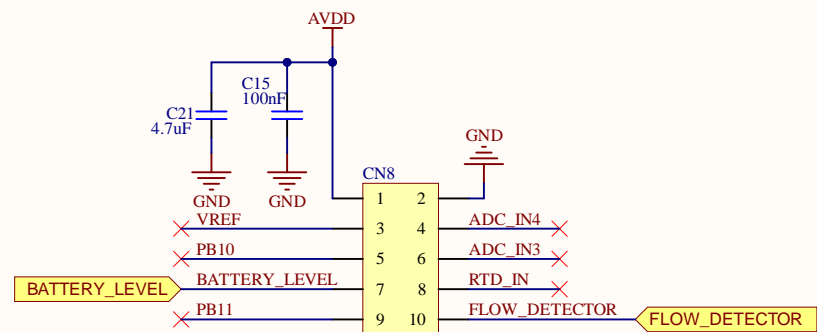 AVDD
C15
100nF
C21
4.7uF
GND
GND
GND
CN8
1 2
VREF 3 4 ADC_IN4
PB10 5 6 ADC_IN3
BATTERY_LEVEL BATTERY_LEVEL 7 8 RTD_IN
PB11 9 10 FLOW_DETECTOR FLOW_DETECTOR